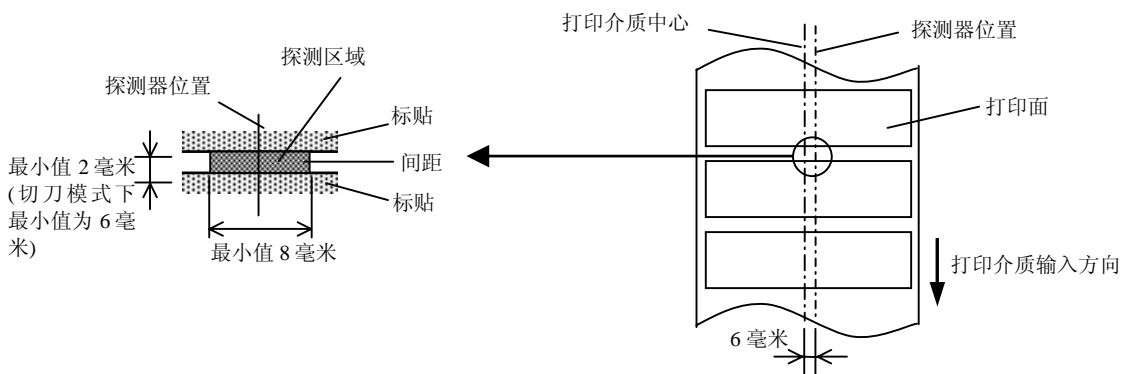 探测区域
探测器位置
标贴
最小值 2 毫米
(切刀模式下
最小值为 6 毫
米)
间距
标贴
最小值 8 毫米
打印介质中心
探测器位置
打印面
打印介质输入方向
6 毫米